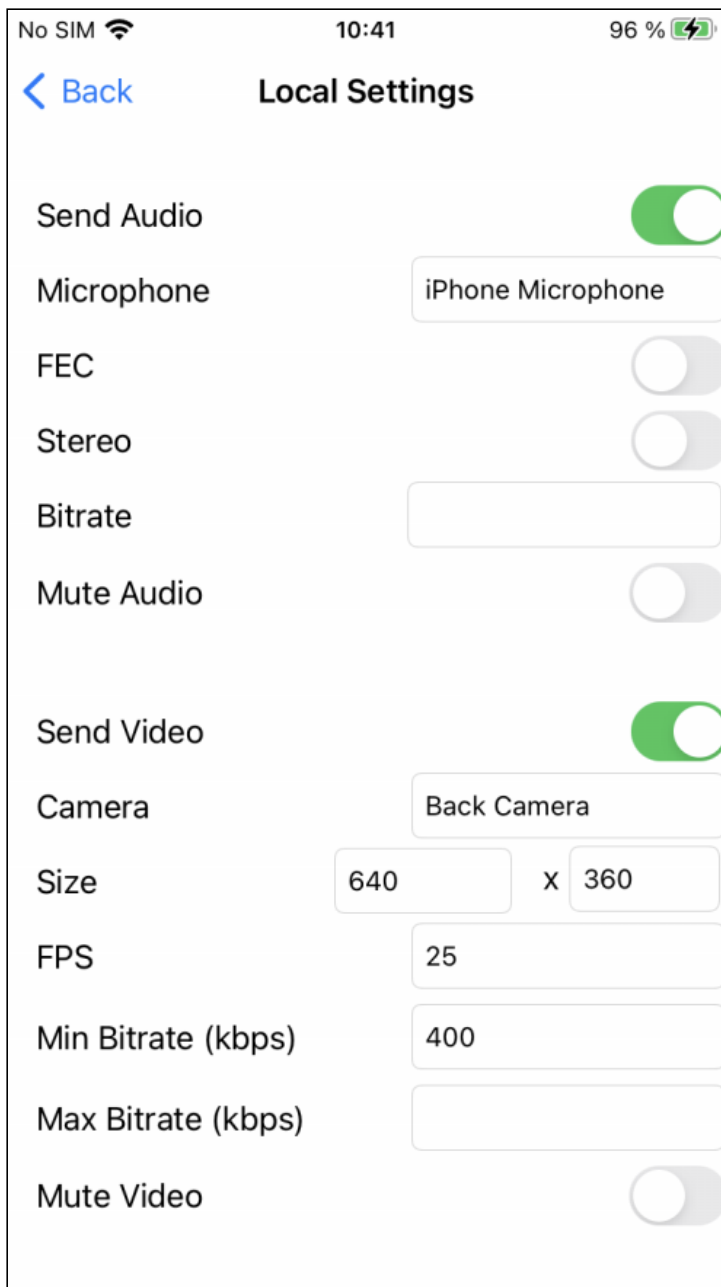 No SIM 10:41 96 %
Back Local Settings
Send Audio
Microphone iPhone Microphone
FEC
Stereo
Bitrate
Mute Audio
Send Video
Camera Back Camera
Size 640 x 360
FPS 25
Min Bitrate (kbps) 400
Max Bitrate (kbps)
Mute Video